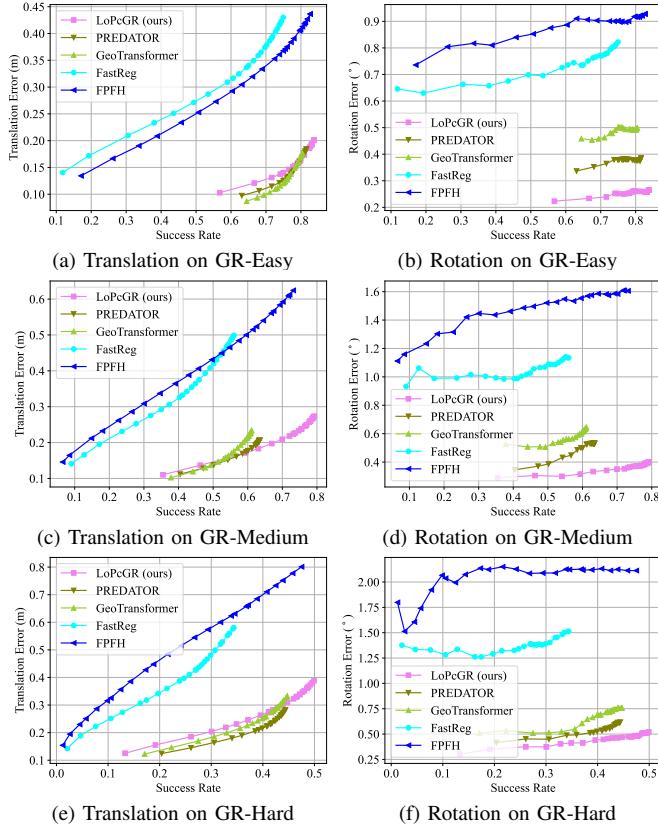 0.45
0.40
0.35
0.30
0.25
0.20
0.15
0.10
Translation Error (m)
LoPcGR (ours)
PREDATOR
GeoTransformer
FastReg
FPFH
0.1 0.2 0.3 0.4 0.5 0.6 0.7 0.8
Success Rate
(a) Translation on GR-Easy
0.9
0.8
0.7
0.6
0.5
0.4
0.3
0.2
Rotation Error (°)
LoPcGR (ours)
PREDATOR
GeoTransformer
FastReg
FPFH
0.1 0.2 0.3 0.4 0.5 0.6 0.7 0.8
Success Rate
(b) Rotation on GR-Easy
0.6
0.5
0.4
0.3
0.2
0.1
Translation Error (m)
LoPcGR (ours)
PREDATOR
GeoTransformer
FastReg
FPFH
0.1 0.2 0.3 0.4 0.5 0.6 0.7 0.8
Success Rate
(c) Translation on GR-Medium
1.6
1.4
1.2
1.0
0.8
0.6
0.4
Rotation Error (°)
LoPcGR (ours)
PREDATOR
GeoTransformer
FastReg
FPFH
0.1 0.2 0.3 0.4 0.5 0.6 0.7 0.8
Success Rate
(d) Rotation on GR-Medium
0.8
0.7
0.6
0.5
0.4
0.3
0.2
0.1
Translation Error (m)
LoPcGR (ours)
PREDATOR
GeoTransformer
FastReg
FPFH
0.0 0.1 0.2 0.3 0.4 0.5
Success Rate
(e) Translation on GR-Hard
2.00
1.75
1.50
1.25
1.00
0.75
0.50
0.25
Rotation Error (°)
LoPcGR (ours)
PREDATOR
GeoTransformer
FastReg
FPFH
0.0 0.1 0.2 0.3 0.4 0.5
Success Rate
(f) Rotation on GR-Hard